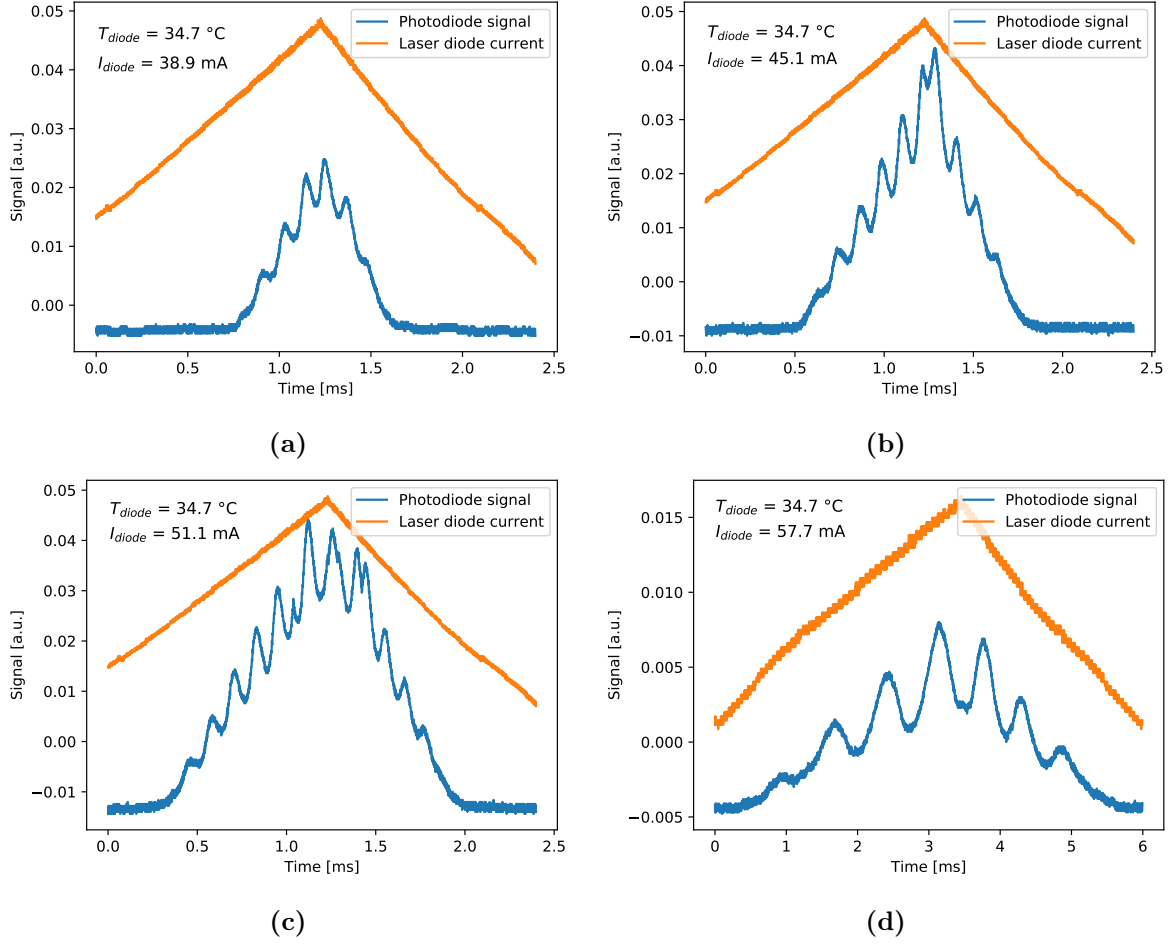 0.05
0.04
0.03
0.02
0.01
0.00
Signal [a.u.]
T_diode = 34.7 °C
I_diode = 38.9 mA
Photodiode signal
Laser diode current
0.0 0.5 1.0 1.5 2.0 2.5
Time [ms]
(a)
0.05
0.04
0.03
0.02
0.01
0.00
−0.01
Signal [a.u.]
T_diode = 34.7 °C
I_diode = 45.1 mA
Photodiode signal
Laser diode current
0.0 0.5 1.0 1.5 2.0 2.5
Time [ms]
(b)
0.05
0.04
0.03
0.02
0.01
0.00
−0.01
Signal [a.u.]
T_diode = 34.7 °C
I_diode = 51.1 mA
Photodiode signal
Laser diode current
0.0 0.5 1.0 1.5 2.0 2.5
Time [ms]
(c)
0.015
0.010
0.005
0.000
−0.005
Signal [a.u.]
T_diode = 34.7 °C
I_diode = 57.7 mA
Photodiode signal
Laser diode current
0 1 2 3 4 5 6
Time [ms]
(d)